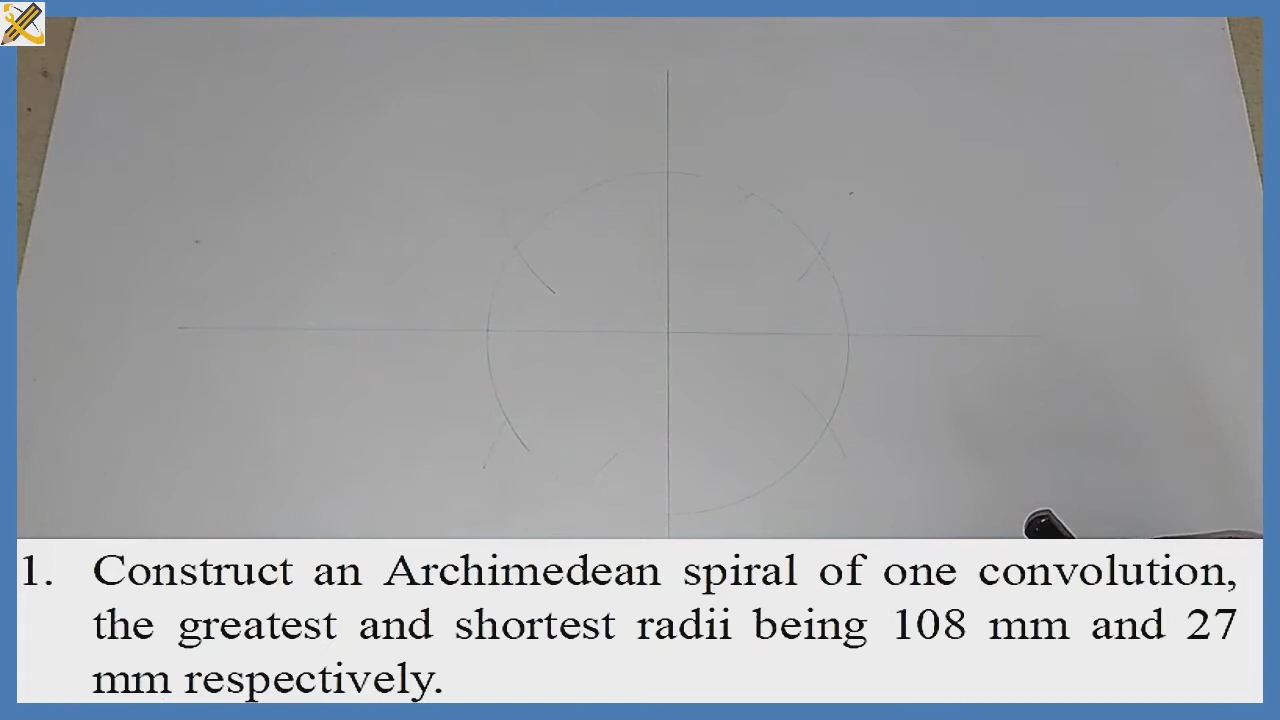 1. Construct an Archimedean spiral of one convolution,
the greatest and shortest radii being 108 mm and 27
mm respectively.